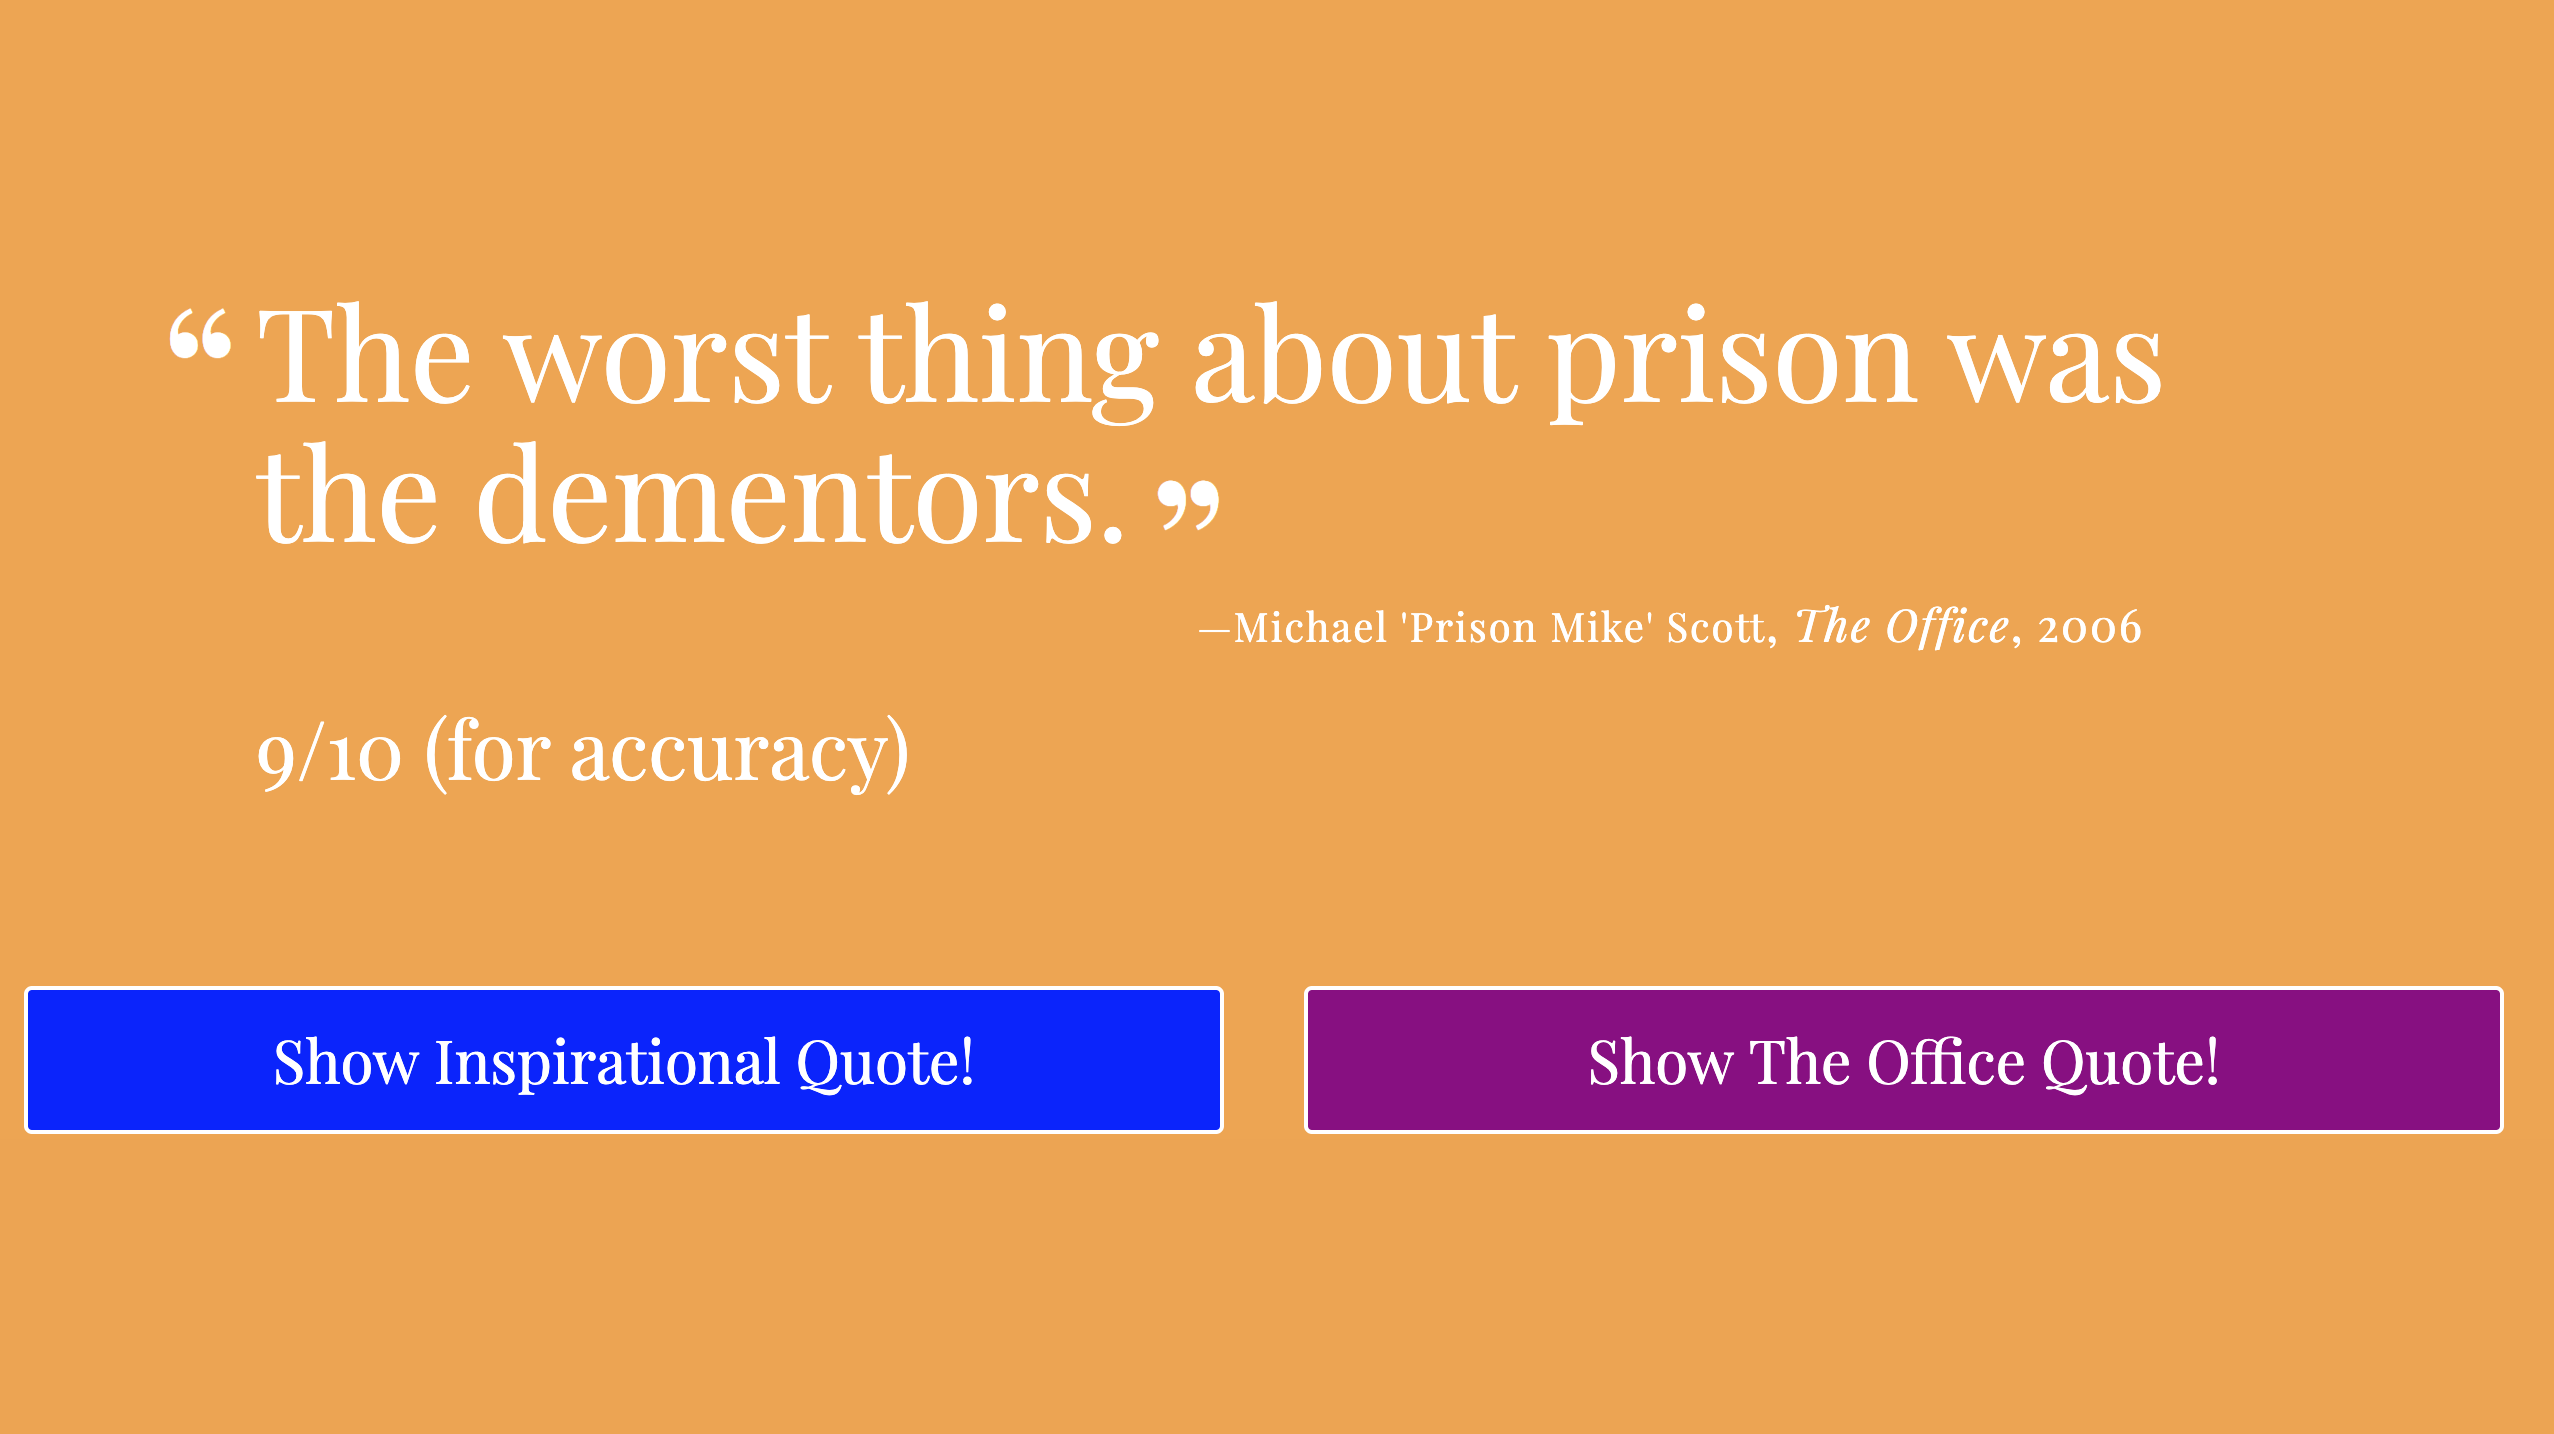 “The worst thing about prison was
the dementors.”
—Michael 'Prison Mike' Scott, The Office, 2006
9/10 (for accuracy)
Show Inspirational Quote!
Show The Office Quote!